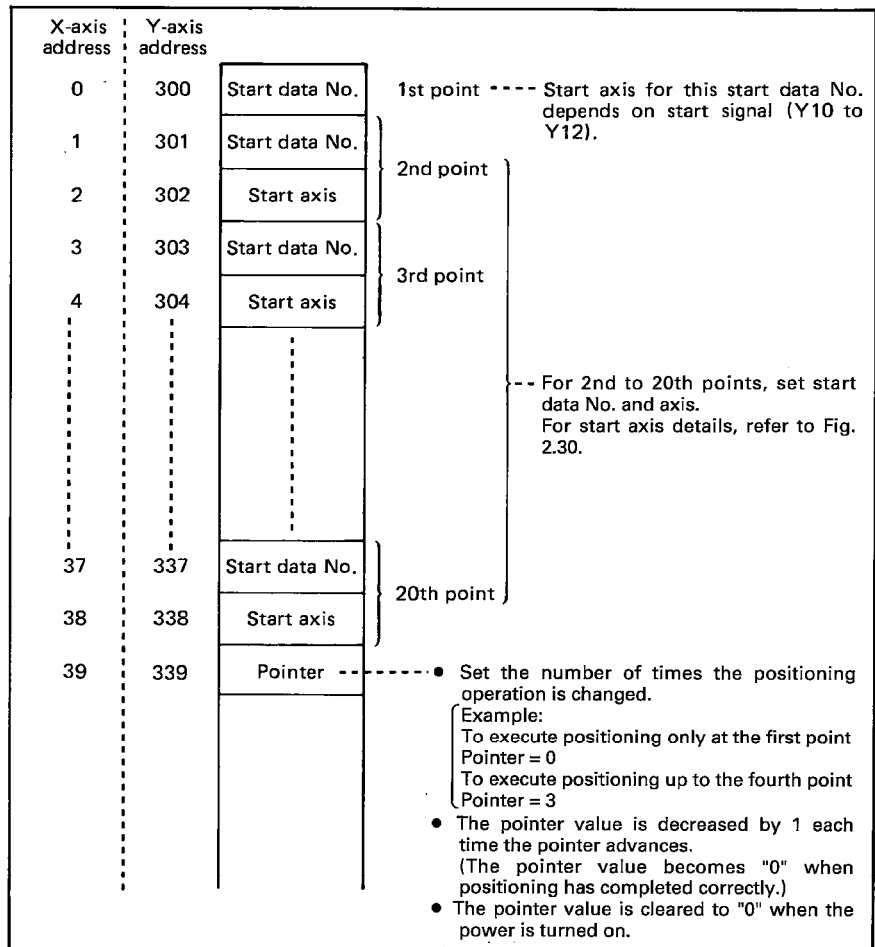 X-axis address
Y-axis address
0 300 Start data No. 1st point Start axis for this start data No.
depends on start signal (Y10 to
Y12).
1 301 Start data No.
2nd point
2 302 Start axis
3 303 Start data No.
3rd point
4 304 Start axis
For 2nd to 20th points, set start
data No. and axis.
For start axis details, refer to Fig.
2.30.
37 337 Start data No.
20th point
38 338 Start axis
39 339 Pointer ● Set the number of times the positioning
operation is changed.
Example:
To execute positioning only at the first point
Pointer = 0
To execute positioning up to the fourth point
Pointer = 3
● The pointer value is decreased by 1 each
time the pointer advances.
(The pointer value becomes "0" when
positioning has completed correctly.)
● The pointer value is cleared to "0" when the
power is turned on.